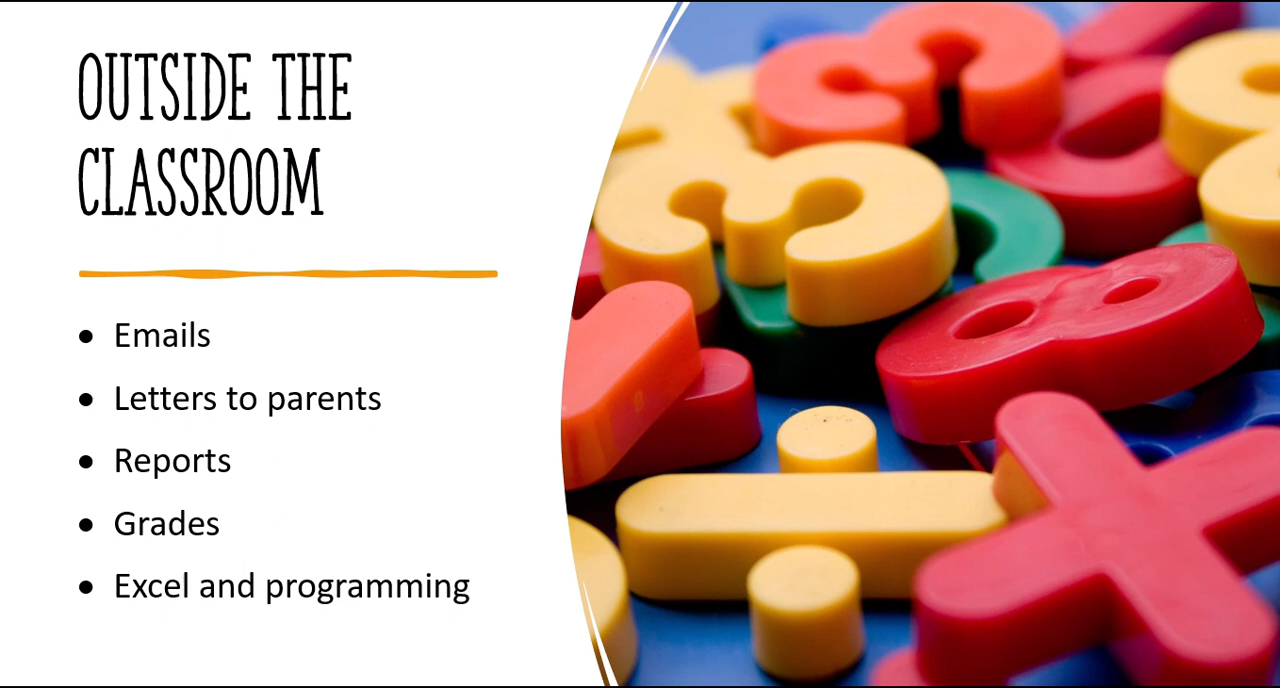 OUTSIDE THE
CLASSROOM
• Emails
• Letters to parents
• Reports
• Grades
• Excel and programming